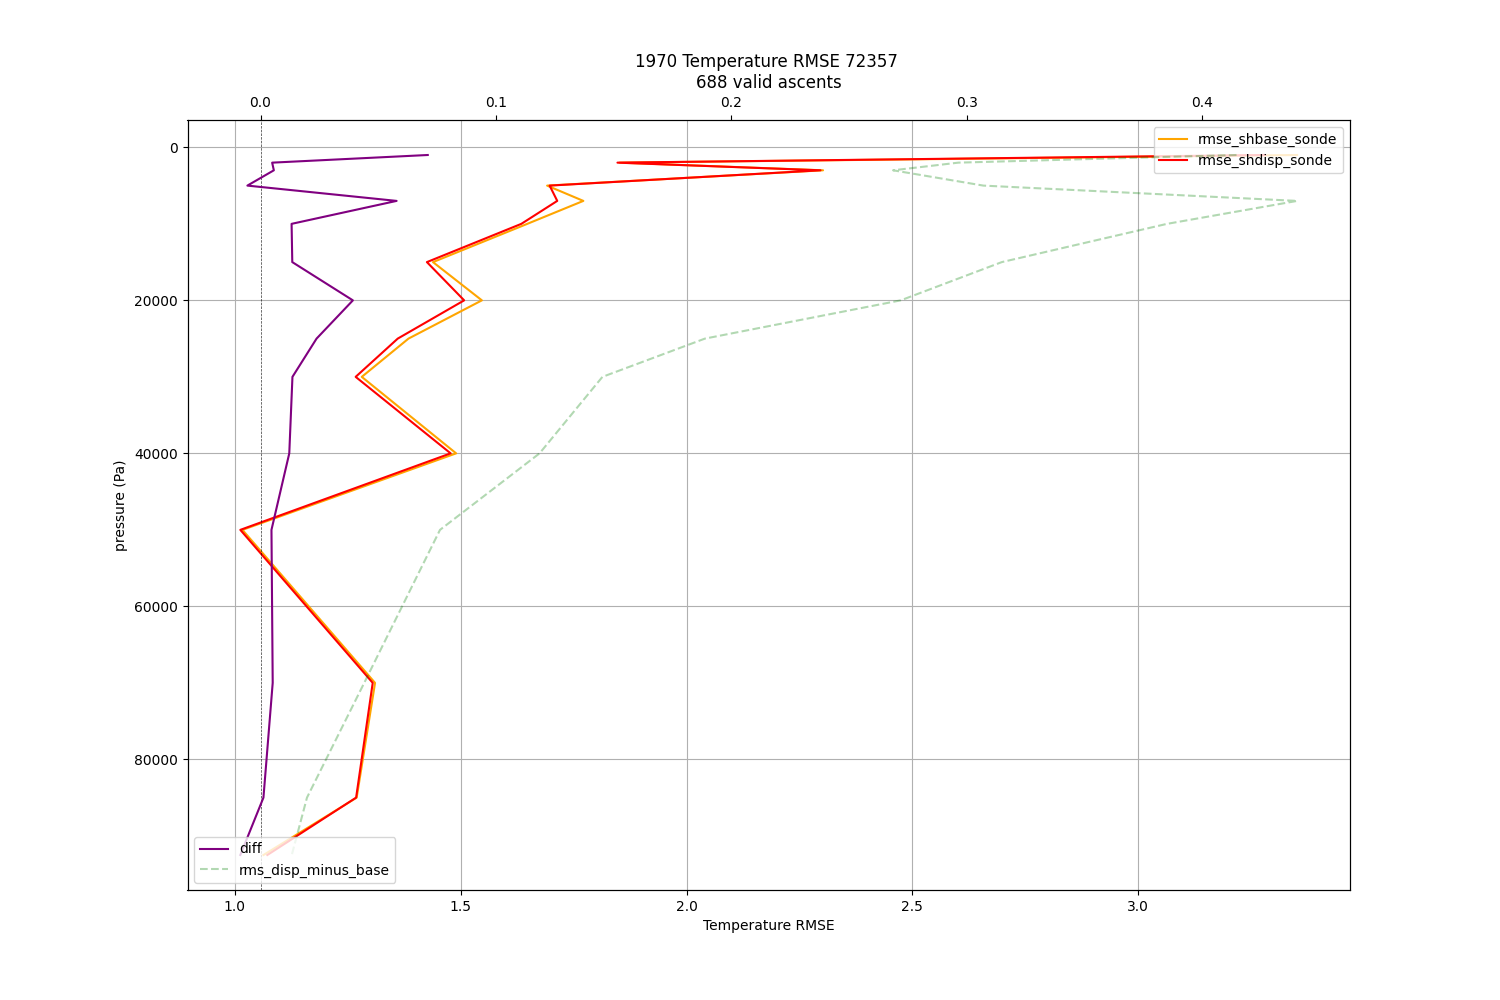 1970 Temperature RMSE 72357
688 valid ascents
0.0 0.1 0.2 0.3 0.4
rmse_shbase_sonde
rmse_shdisp_sonde
0
20000
40000
60000
80000
pressure (Pa)
diff
rms_disp_minus_base
1.0 1.5 2.0 2.5 3.0
Temperature RMSE